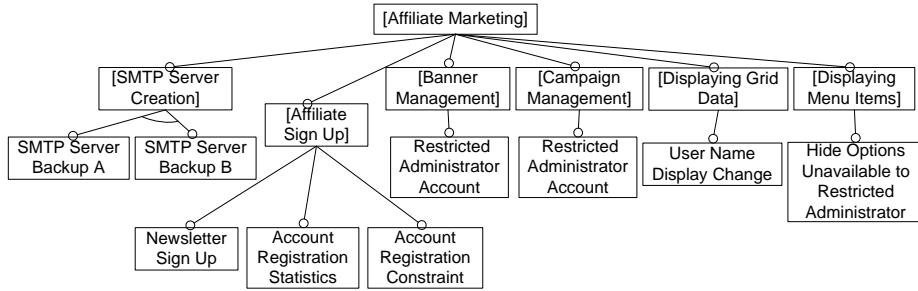 [Affiliate Marketing]
[SMTP Server
Creation]
[Affiliate
Sign Up]
[Banner
Management]
[Campaign
Management]
[Displaying Grid
Data]
[Displaying
Menu Items]
SMTP Server
Backup A
SMTP Server
Backup B
Restricted
Administrator
Account
Restricted
Administrator
Account
User Name
Display Change
Hide Options
Unavailable to
Restricted
Administrator
Newsletter
Sign Up
Account
Registration
Statistics
Account
Registration
Constraint